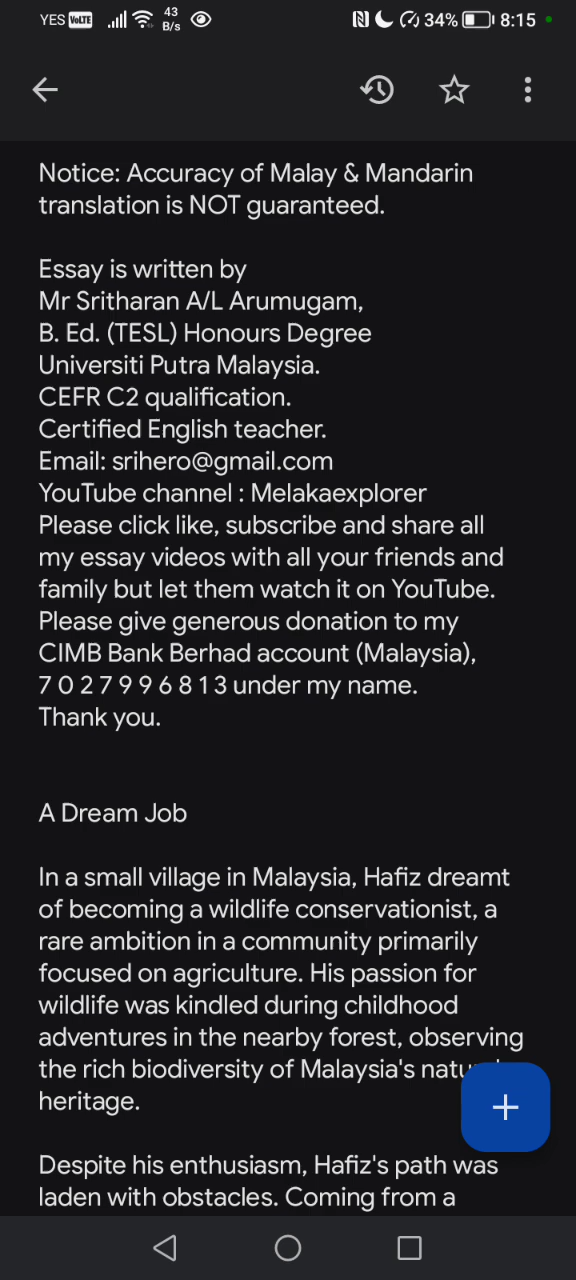 YES VoLTE 43 B/s 34% 8:15
Notice: Accuracy of Malay & Mandarin
translation is NOT guaranteed.
Essay is written by
Mr Sritharan A/L Arumugam,
B. Ed. (TESL) Honours Degree
Universiti Putra Malaysia.
CEFR C2 qualification.
Certified English teacher.
Email: srihero@gmail.com
YouTube channel : Melakaexplorer
Please click like, subscribe and share all
my essay videos with all your friends and
family but let them watch it on YouTube.
Please give generous donation to my
CIMB Bank Berhad account (Malaysia),
7 0 2 7 9 9 6 8 1 3 under my name.
Thank you.
A Dream Job
In a small village in Malaysia, Hafiz dreamt
of becoming a wildlife conservationist, a
rare ambition in a community primarily
focused on agriculture. His passion for
wildlife was kindled during childhood
adventures in the nearby forest, observing
the rich biodiversity of Malaysia's
heritage.
Despite his enthusiasm, Hafiz's path was
laden with obstacles. Coming from a